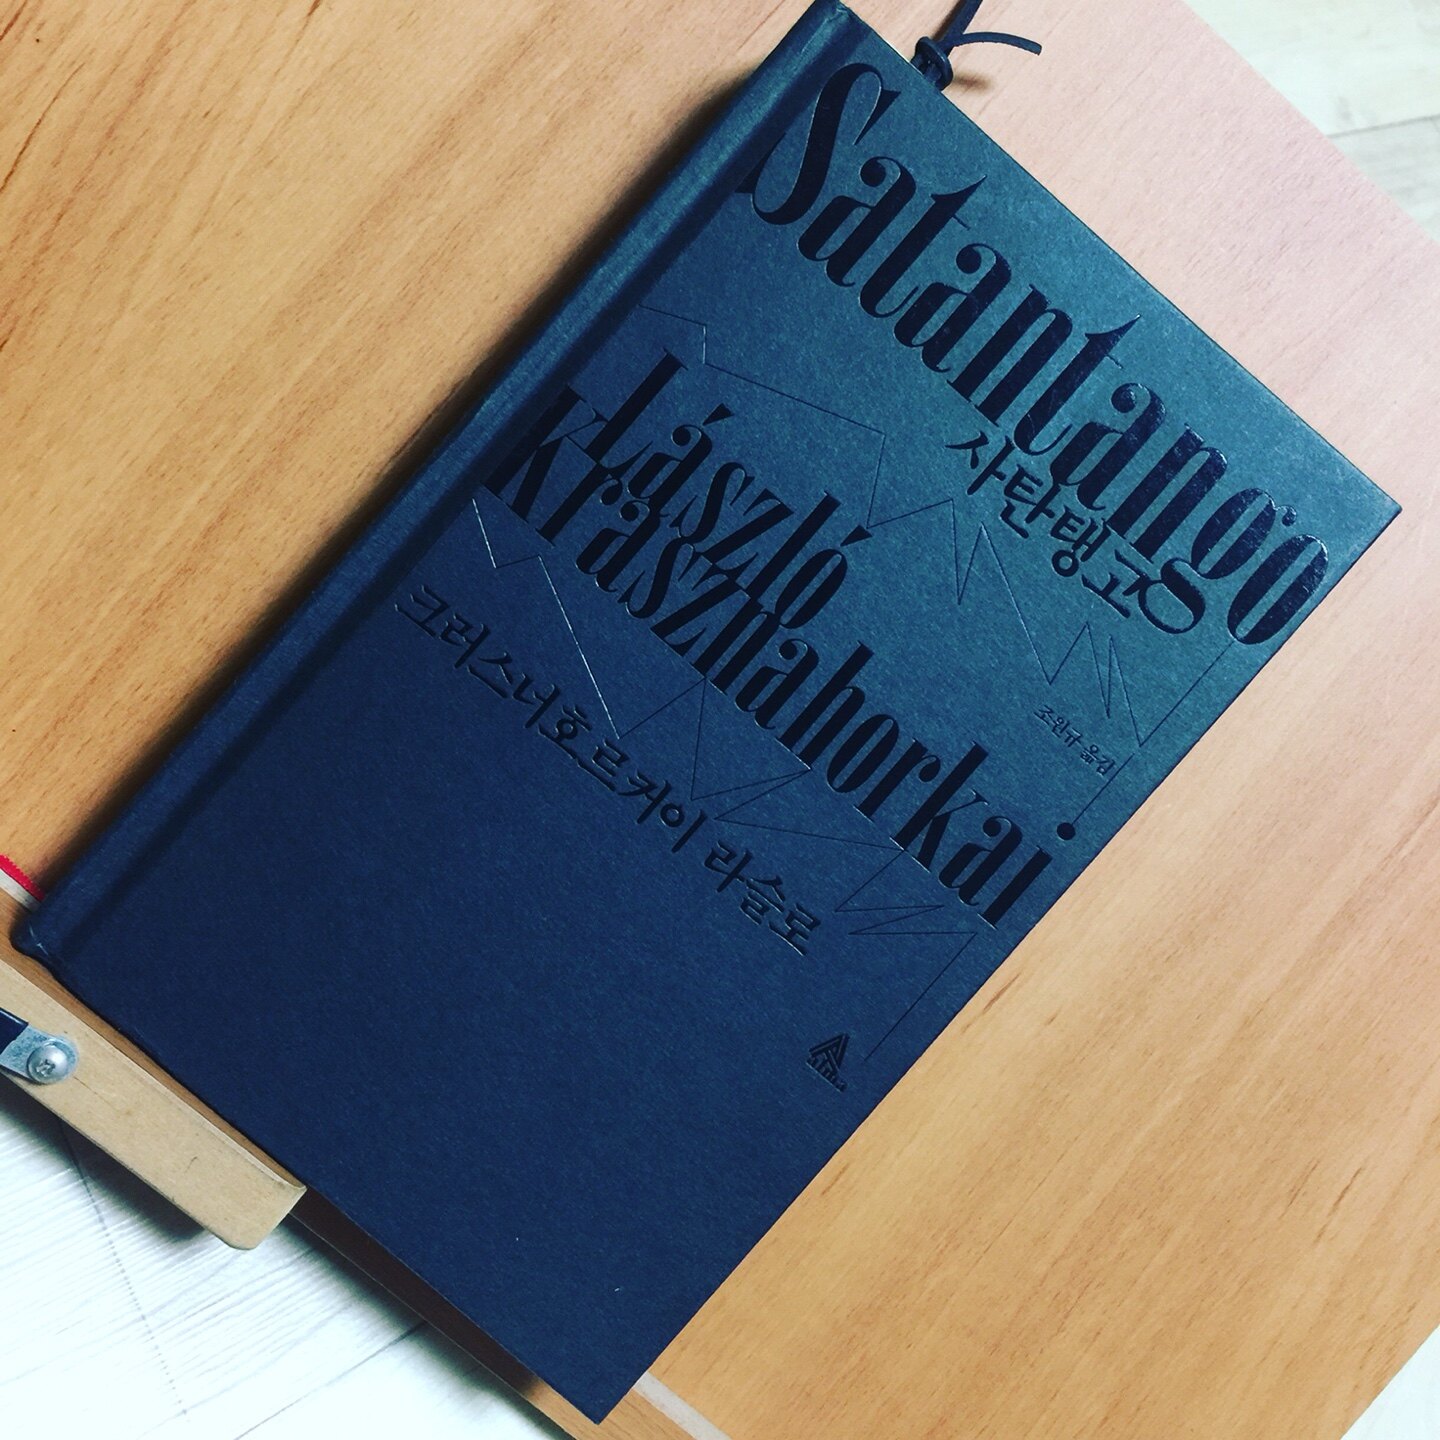 Satantango
사탄탱고
László
Krasznahorkai
조원규 옮김
크러스너호르커이 라슬로
alma